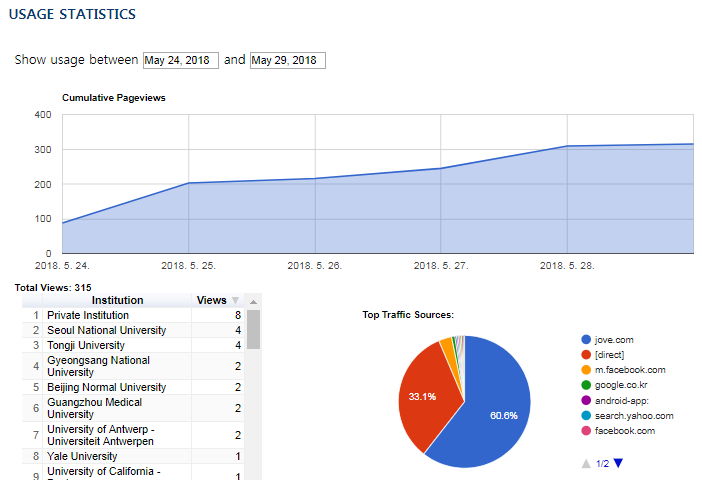 USAGE STATISTICS
Show usage between May 24, 2018 and May 29, 2018
Cumulative Pageviews
400
300
200
100
0
2018. 5. 24. 2018. 5. 25. 2018. 5. 26. 2018. 5. 27. 2018. 5. 28.
Total Views: 315
Institution Views
1 Private Institution 8
2 Seoul National University 4
3 Tongji University 4
4 Gyeongsang National
University 2
5 Beijing Normal University 2
6 Guangzhou Medical
University 2
7 University of Antwerp -
Universiteit Antwerpen 2
8 Yale University 1
9 University of California - 1
Top Traffic Sources:
33.1%
60.6%
jove.com
[direct]
m.facebook.com
google.co.kr
android-app:
search.yahoo.com
facebook.com
1/2